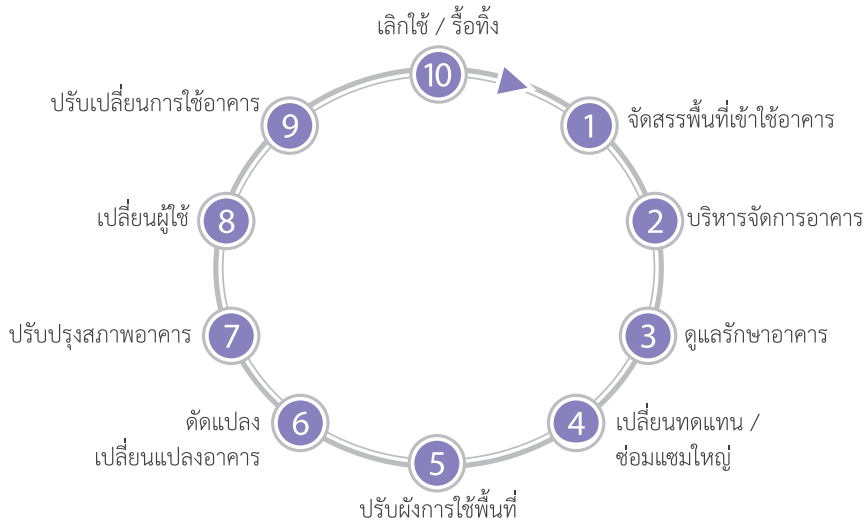 เลิกใช้ / รื้อทิ้ง
10
1
จัดสรรพื้นที่เข้าใช้อาคาร
2
บริหารจัดการอาคาร
3
ดูแลรักษาอาคาร
4
เปลี่ยนทดแทน /
ซ่อมแซมใหญ่
5
ปรับผังการใช้พื้นที่
6
ดัดแปลง
เปลี่ยนแปลงอาคาร
7
ปรับปรุงสภาพอาคาร
8
เปลี่ยนผู้ใช้
9
ปรับเปลี่ยนการใช้อาคาร